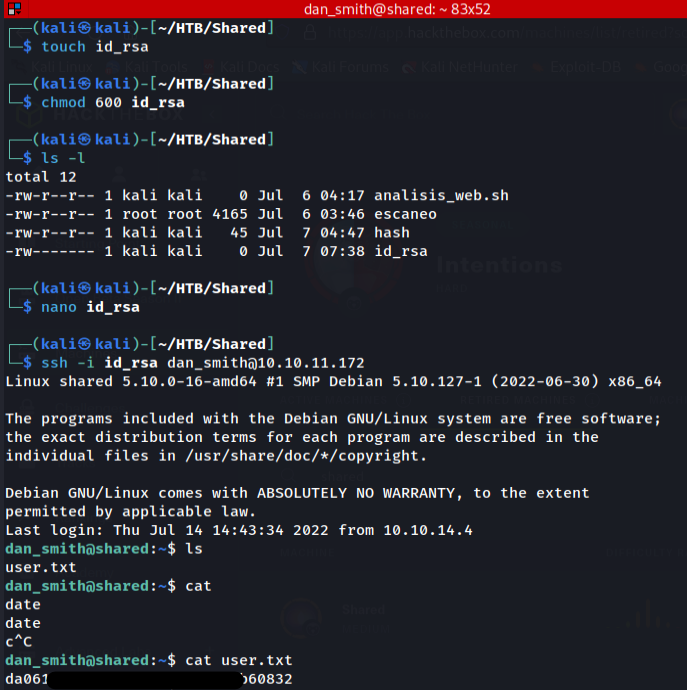 dan_smith@shared: ~ 83x52
┌──(kali㉿kali)-[~/HTB/Shared]
└─$ touch id_rsa
┌──(kali㉿kali)-[~/HTB/Shared]
└─$ chmod 600 id_rsa
┌──(kali㉿kali)-[~/HTB/Shared]
└─$ ls -l
total 12
-rw-r--r-- 1 kali kali    0 Jul  6 04:17 analisis_web.sh
-rw-r--r-- 1 root root 4165 Jul  6 03:46 escaneo
-rw-r--r-- 1 kali kali   45 Jul  7 04:47 hash
-rw------- 1 kali kali    0 Jul  7 07:38 id_rsa
┌──(kali㉿kali)-[~/HTB/Shared]
└─$ nano id_rsa
┌──(kali㉿kali)-[~/HTB/Shared]
└─$ ssh -i id_rsa dan_smith@10.10.11.172
Linux shared 5.10.0-16-amd64 #1 SMP Debian 5.10.127-1 (2022-06-30) x86_64
The programs included with the Debian GNU/Linux system are free software;
the exact distribution terms for each program are described in the
individual files in /usr/share/doc/*/copyright.
Debian GNU/Linux comes with ABSOLUTELY NO WARRANTY, to the extent
permitted by applicable law.
Last login: Thu Jul 14 14:43:34 2022 from 10.10.14.4
dan_smith@shared:~$ ls
user.txt
dan_smith@shared:~$ cat
date
date
c^C
dan_smith@shared:~$ cat user.txt
da061 b60832
Intentions
Shared